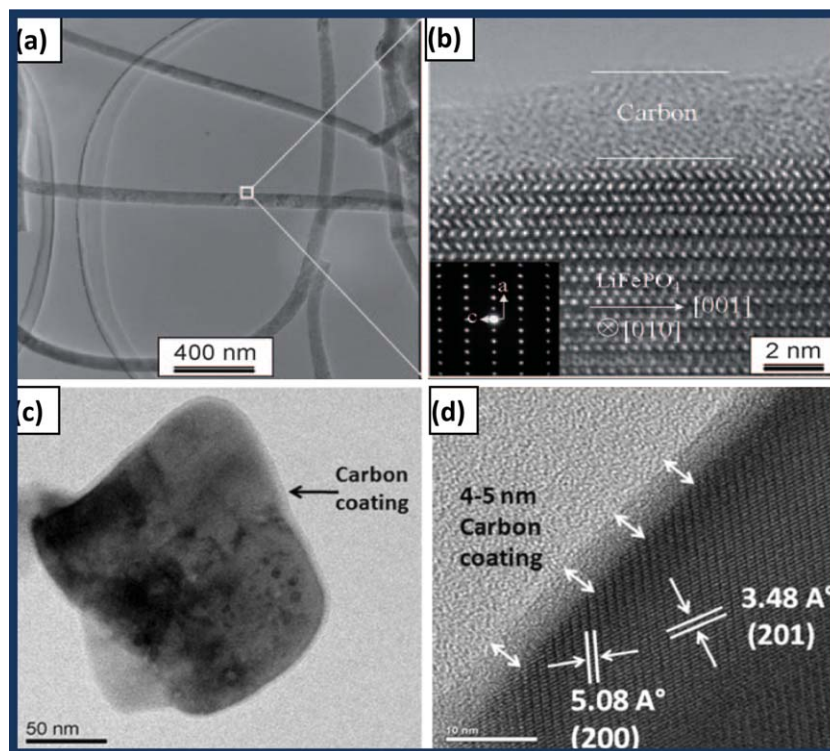 (a)
400 nm
(b)
Carbon
a
c
LiFePO4
[001]
⊗[010]
2 nm
(c)
Carbon
coating
50 nm
(d)
4-5 nm
Carbon
coating
3.48 A°
(201)
5.08 A°
(200)
10 nm